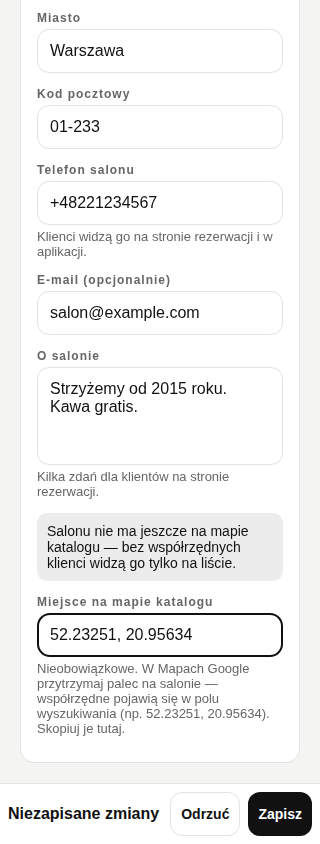 Miasto
Warszawa
Kod pocztowy
01-233
Telefon salonu
+48221234567
Klienci widzą go na stronie rezerwacji i w
aplikacji.
E-mail (opcjonalnie)
salon@example.com
O salonie
Strzyżemy od 2015 roku.
Kawa gratis.
Kilka zdań dla klientów na stronie
rezerwacji.
Salonu nie ma jeszcze na mapie
katalogu — bez współrzędnych
klienci widzą go tylko na liście.
Miejsce na mapie katalogu
52.23251, 20.95634
Nieobowiązkowe. W Mapach Google
przytrzymaj palec na salonie —
współrzędne pojawią się w polu
wyszukiwania (np. 52.23251, 20.95634).
Skopiuj je tutaj.
Niezapisane zmiany
Odrzuć
Zapisz